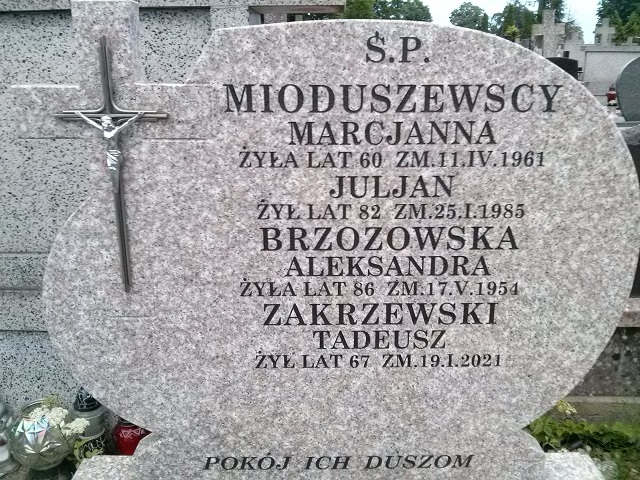 Ś.P.
MIODUSZEWSCY
MARCJANNA
ŻYŁA LAT 60 ZM.11.IV.1961
JULJAN
ŻYŁ LAT 82 ZM.25.I.1985
BRZOZOWSKA
ALEKSANDRA
ŻYŁA LAT 86 ZM.17.V.1954
ZAKRZEWSKI
TADEUSZ
ŻYŁ LAT 67 ZM.19.I.2021
POKÓJ ICH DUSZOM